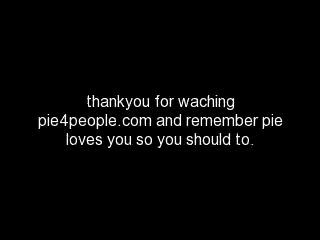 thankyou for waching
pie4people.com and remember pie
loves you so you should to.